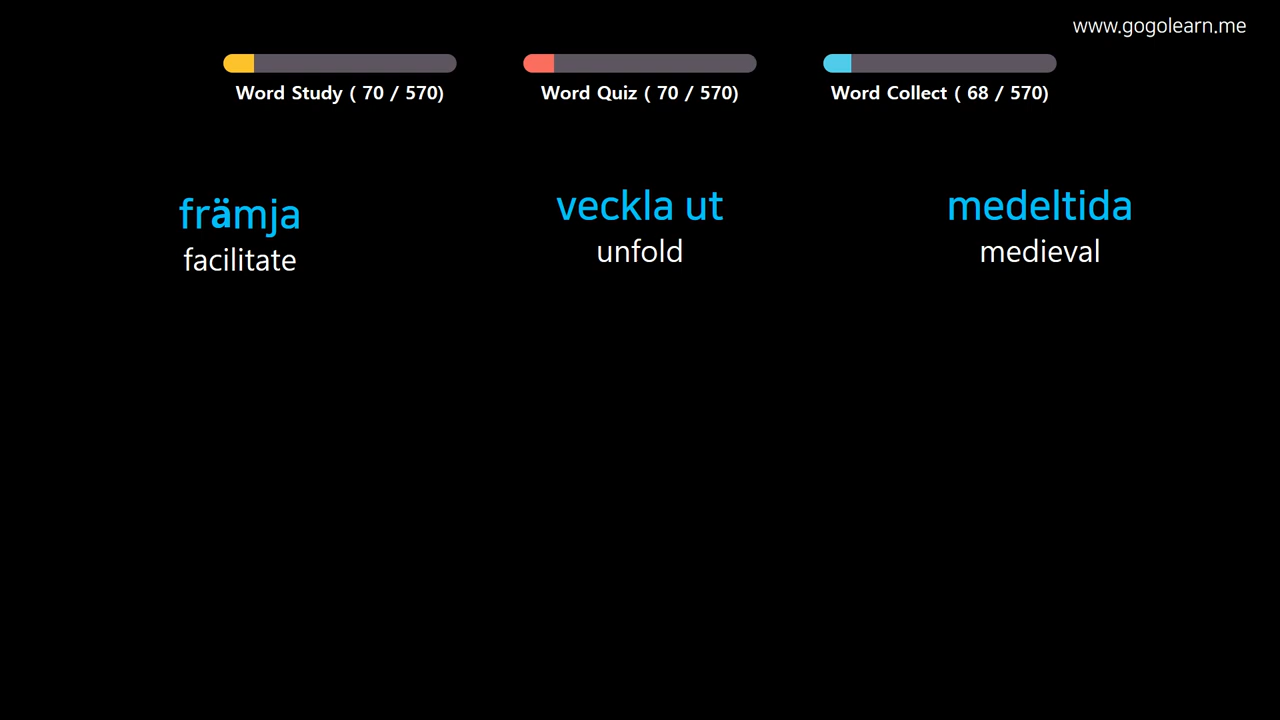 www.gogolearn.me
Word Study ( 70 / 570)
Word Quiz ( 70 / 570)
Word Collect ( 68 / 570)
främja
facilitate
veckla ut
unfold
medeltida
medieval